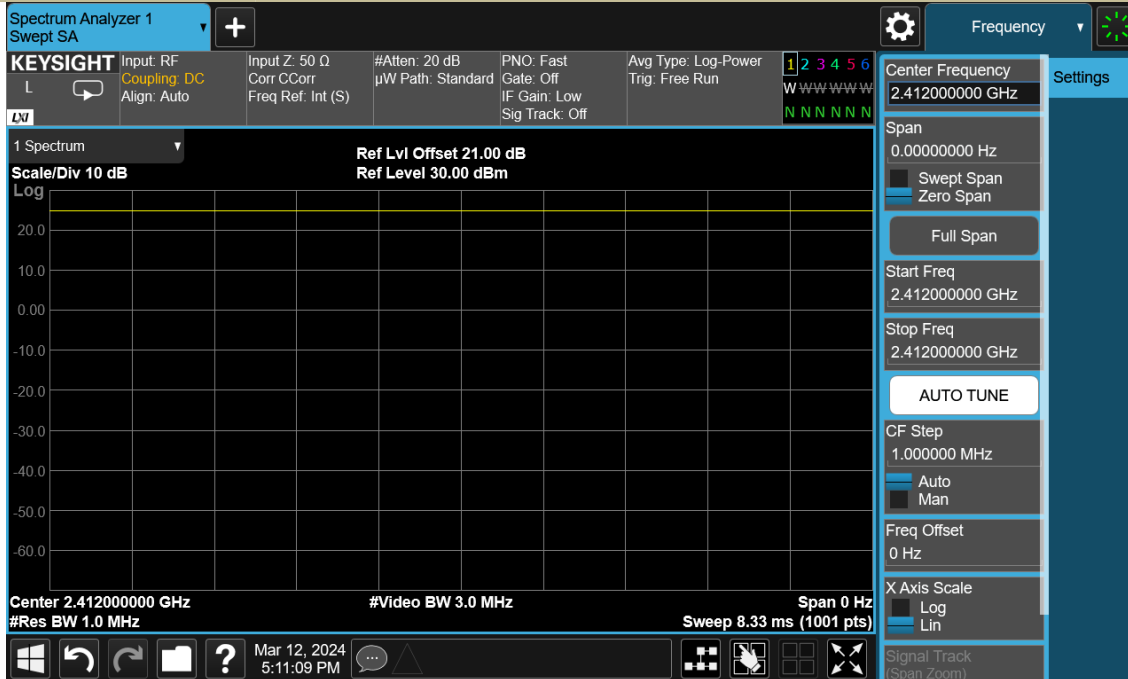 Spectrum Analyzer 1
Swept SA
+
Frequency
KEYSIGHT
L
LXI
Input: RF
Coupling: DC
Align: Auto
Input Z: 50 Ω
Corr CCorr
Freq Ref: Int (S)
#Atten: 20 dB
µW Path: Standard
PNO: Fast
Gate: Off
IF Gain: Low
Sig Track: Off
Avg Type: Log-Power
Trig: Free Run
1 2 3 4 5 6
W W W W W W
N N N N N N
1 Spectrum
Scale/Div 10 dB
Log
Ref Lvl Offset 21.00 dB
Ref Level 30.00 dBm
20.0
10.0
0.00
-10.0
-20.0
-30.0
-40.0
-50.0
-60.0
Center 2.412000000 GHz
#Res BW 1.0 MHz
#Video BW 3.0 MHz
Span 0 Hz
Sweep 8.33 ms (1001 pts)
Center Frequency
2.412000000 GHz
Settings
Span
0.00000000 Hz
Swept Span
Zero Span
Full Span
Start Freq
2.412000000 GHz
Stop Freq
2.412000000 GHz
AUTO TUNE
CF Step
1.000000 MHz
Auto
Man
Freq Offset
0 Hz
X Axis Scale
Log
Lin
Signal Track
(Span Zoom)
?
Mar 12, 2024
5:11:09 PM